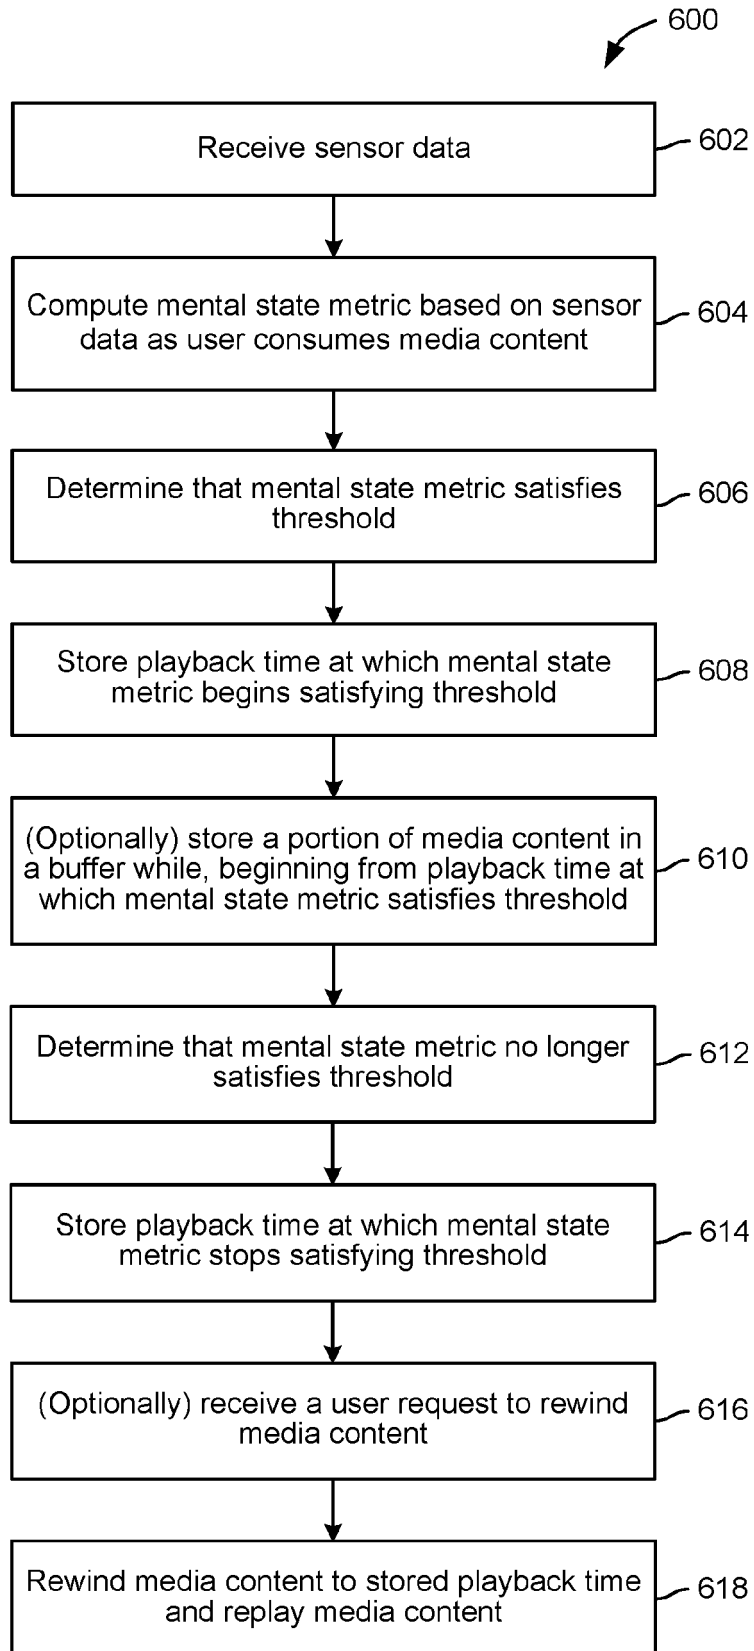 600
Receive sensor data
602
Compute mental state metric based on sensor
data as user consumes media content
604
Determine that mental state metric satisfies
threshold
606
Store playback time at which mental state
metric begins satisfying threshold
608
(Optionally) store a portion of media content in
a buffer while, beginning from playback time at
which mental state metric satisfies threshold
610
Determine that mental state metric no longer
satisfies threshold
612
Store playback time at which mental state
metric stops satisfying threshold
614
(Optionally) receive a user request to rewind
media content
616
Rewind media content to stored playback time
and replay media content
618